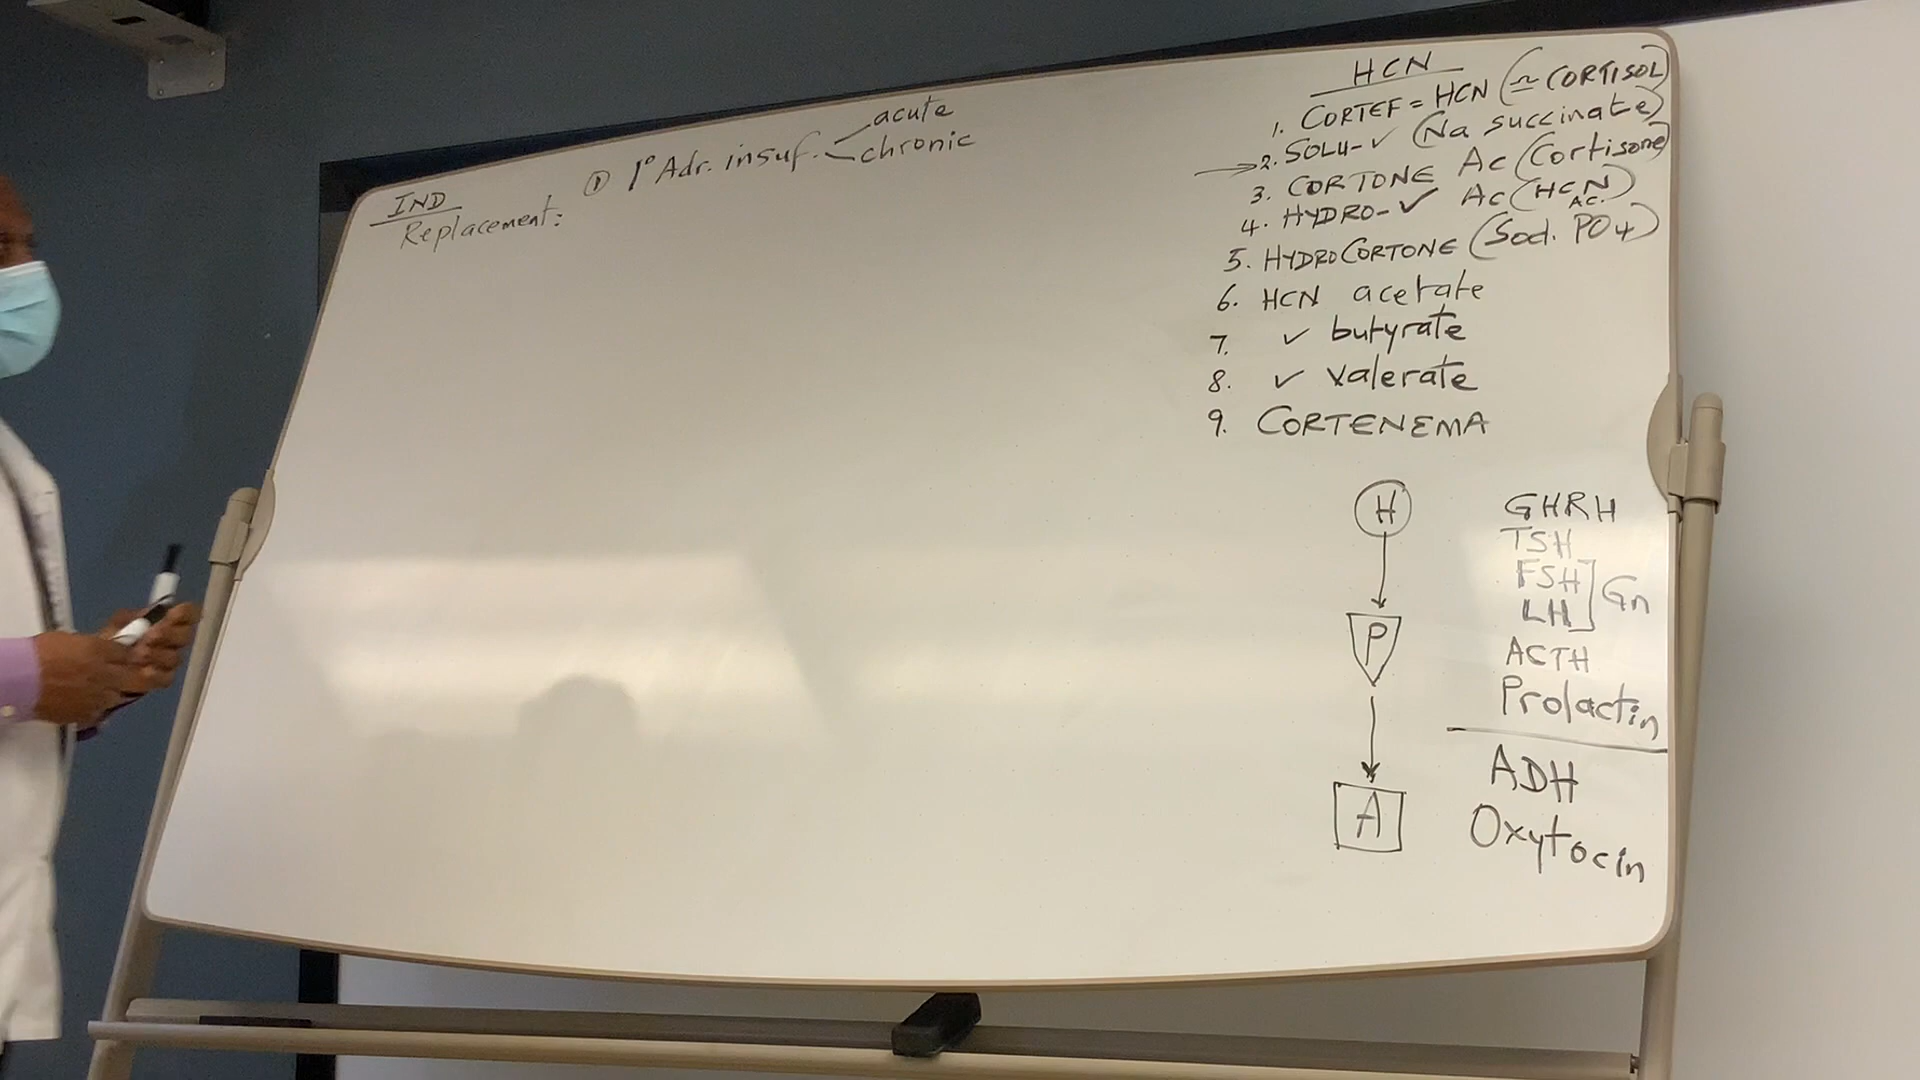 IND
Replacement:
① 1° Adr. insuf.
acute
chronic
HCN
1. CORTEF = HCN (≃ CORTISOL)
→ 2. SOLU- ✓ (Na succinate)
3. CORTONE Ac (Cortisone)
4. HYDRO- ✓ Ac (HCN Ac.)
5. HYDROCORTONE (Sod. PO4)
6. HCN acetate
7. ✓ butyrate
8. ✓ valerate
9. CORTENEMA
H
P
A
GHRH
TSH
FSH
LH
] Gn
ACTH
Prolactin
ADH
Oxytocin